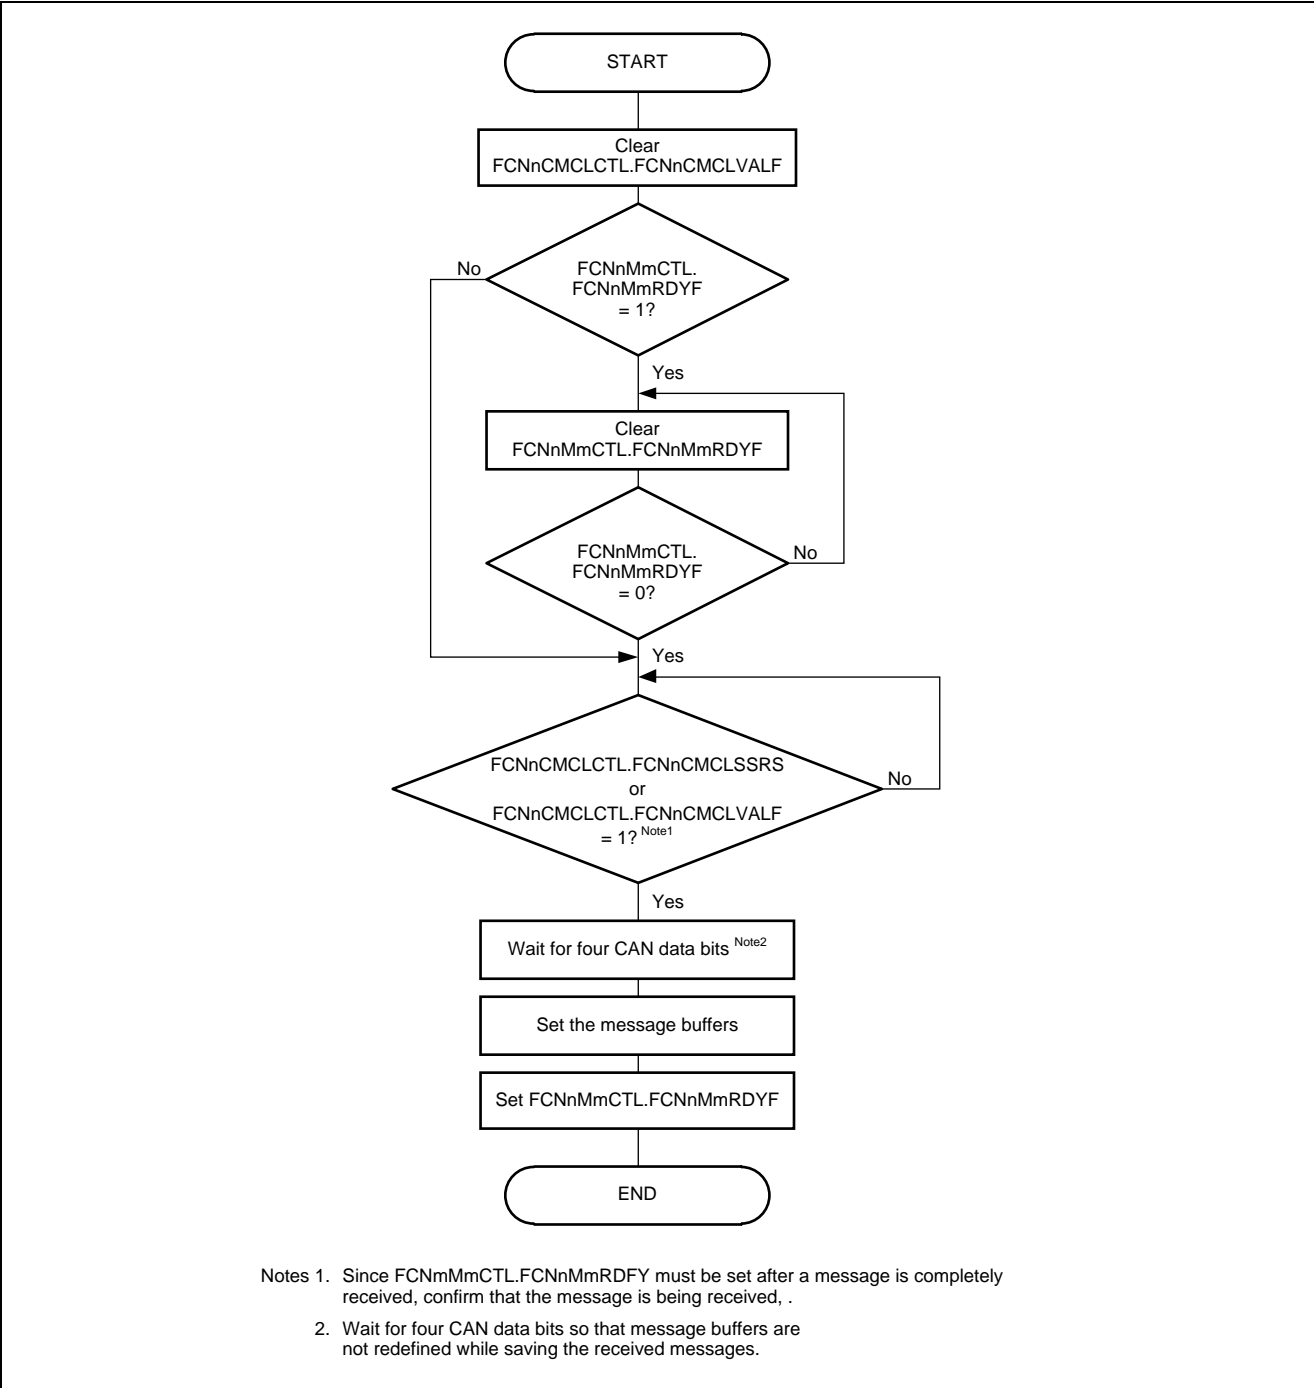 START
Clear
FCNnCMCLCTL.FCNnCMCLVALF
No
FCNnMmCTL.
FCNnMmRDYF
= 1?
Yes
Clear
FCNnMmCTL.FCNnMmRDYF
FCNnMmCTL.
FCNnMmRDYF
= 0?
No
Yes
FCNnCMCLCTL.FCNnCMCLSSRS
or
FCNnCMCLCTL.FCNnCMCLVALF
= 1? Note1
No
Yes
Wait for four CAN data bits Note2
Set the message buffers
Set FCNnMmCTL.FCNnMmRDYF
END
Notes 1. Since FCNmMmCTL.FCNnMmRDFY must be set after a message is completely
received, confirm that the message is being received, .
2. Wait for four CAN data bits so that message buffers are
not redefined while saving the received messages.